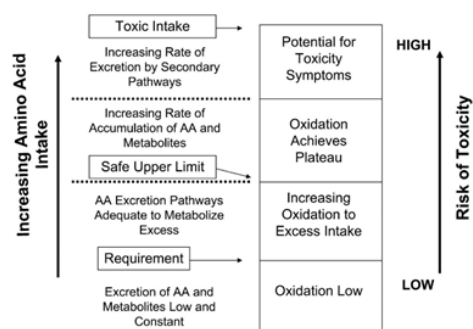 Toxic Intake
Increasing Rate of
Excretion by Secondary
Pathways
Increasing Rate of
Accumulation of AA and
Metabolites
Safe Upper Limit
AA Excretion Pathways
Adequate to Metabolize
Excess
Requirement
Excretion of AA and
Metabolites Low and
Constant
Increasing Amino Acid
Intake
Potential for
Toxicity
Symptoms
Oxidation
Achieves
Plateau
Increasing
Oxidation to
Excess Intake
Oxidation Low
HIGH
Risk of Toxicity
LOW